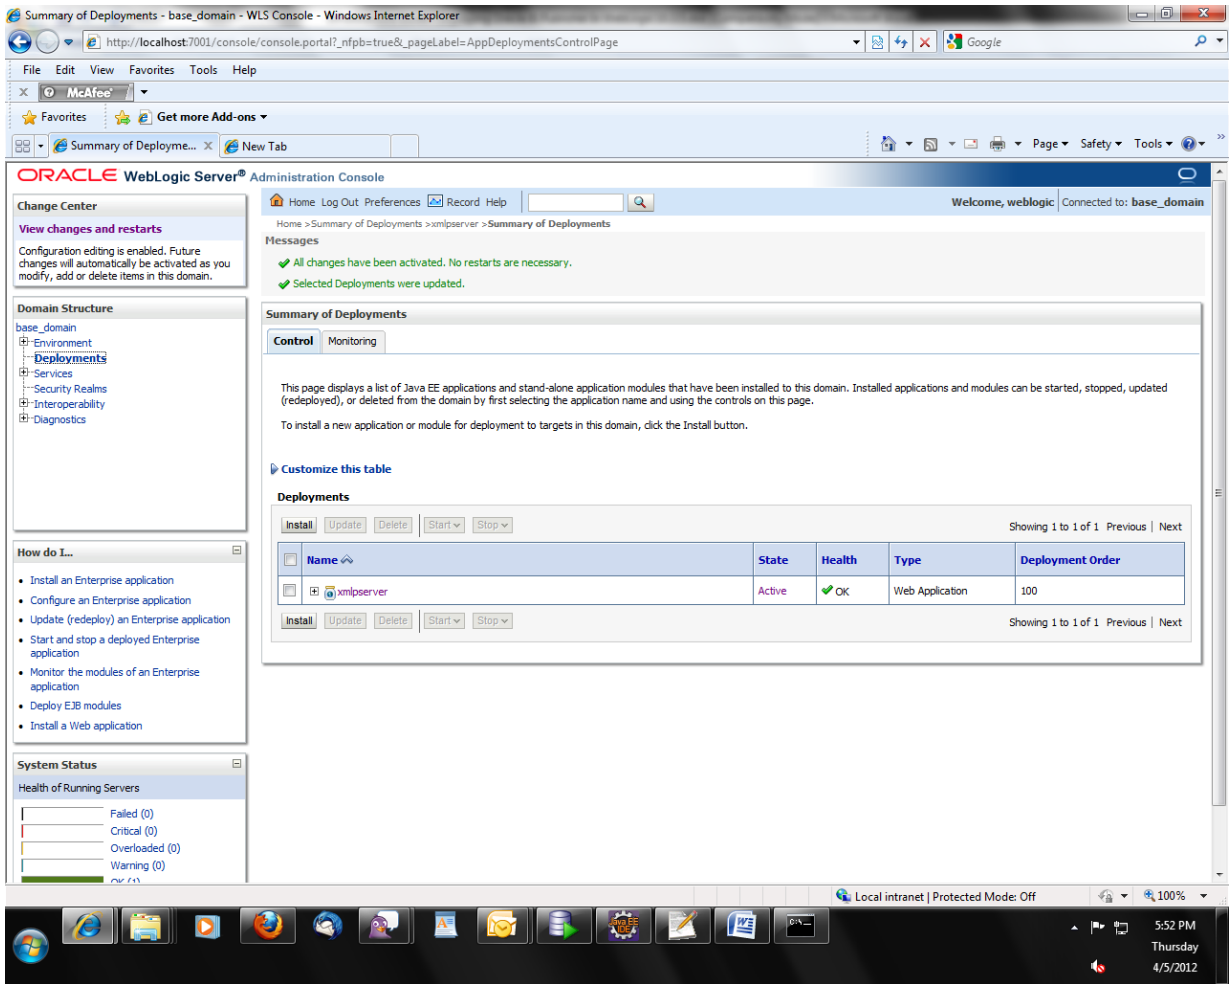 Summary of Deployments - base_domain - WLS Console - Windows Internet Explorer
http://localhost:7001/console/console.portal?_nfpb=true&_pageLabel=AppDeploymentsControlPage
Google
File Edit View Favorites Tools Help
x McAfee
Favorites Get more Add-ons
Summary of Deployme... X New Tab
Page Safety Tools
ORACLE WebLogic Server® Administration Console
Change Center
View changes and restarts
Configuration editing is enabled. Future
changes will automatically be activated as you
modify, add or delete items in this domain.
Domain Structure
base_domain
Environment
Deployments
Services
Security Realms
Interoperability
Diagnostics
How do I...
• Install an Enterprise application
• Configure an Enterprise application
• Update (redeploy) an Enterprise application
• Start and stop a deployed Enterprise
application
• Monitor the modules of an Enterprise
application
• Deploy EJB modules
• Install a Web application
System Status
Health of Running Servers
Failed (0)
Critical (0)
Overloaded (0)
Warning (0)
OK (1)
Home Log Out Preferences Record Help
Welcome, weblogic Connected to: base_domain
Home >Summary of Deployments >xmlpserver >Summary of Deployments
Messages
All changes have been activated. No restarts are necessary.
Selected Deployments were updated.
Summary of Deployments
Control Monitoring
This page displays a list of Java EE applications and stand-alone application modules that have been installed to this domain. Installed applications and modules can be started, stopped, updated
(redeployed), or deleted from the domain by first selecting the application name and using the controls on this page.
To install a new application or module for deployment to targets in this domain, click the Install button.
Customize this table
Deployments
Install Update Delete Start Stop
Showing 1 to 1 of 1 Previous | Next
Name State Health Type Deployment Order
xmlpserver Active OK Web Application 100
Install Update Delete Start Stop
Showing 1 to 1 of 1 Previous | Next
Local intranet | Protected Mode: Off
100%
Java EE
IDE
C:\_
5:52 PM
Thursday
4/5/2012